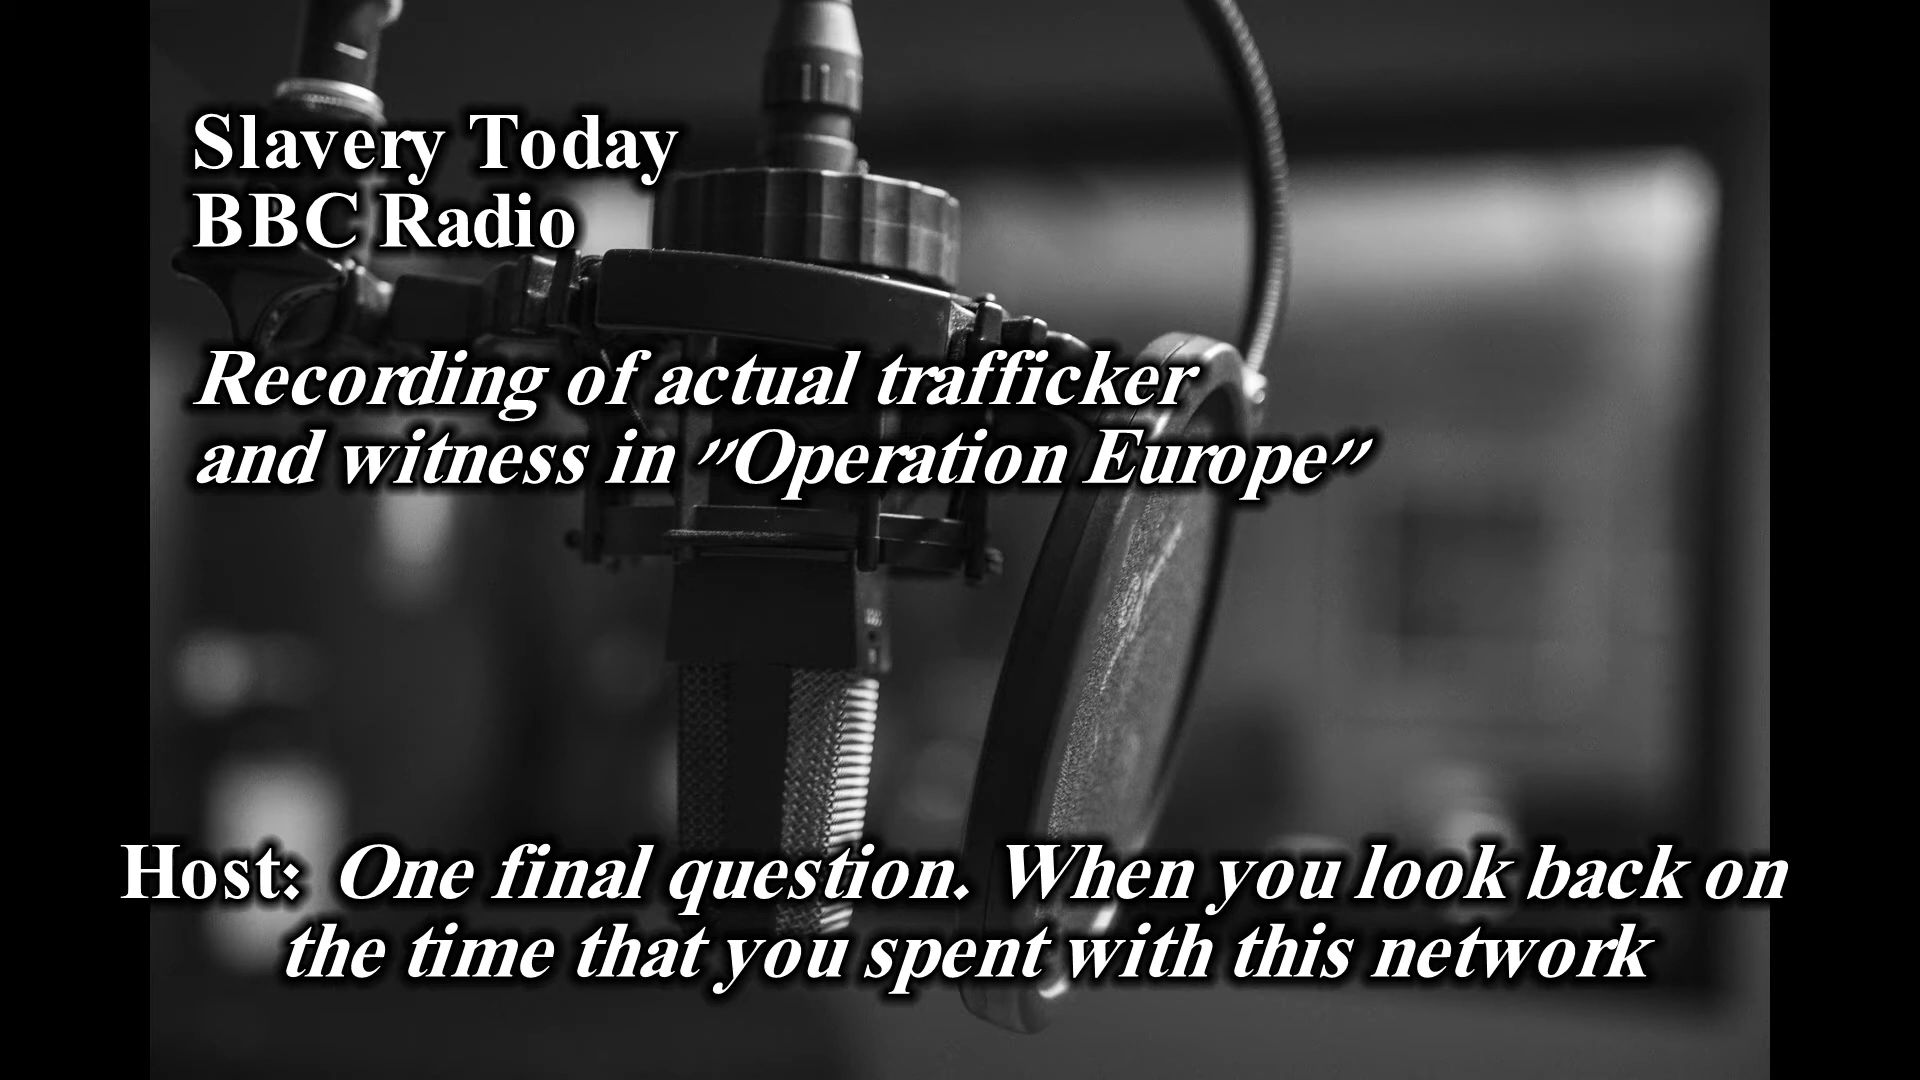 Slavery Today
BBC Radio
Recording of actual trafficker
and witness in "Operation Europe"
Host: One final question. When you look back on
the time that you spent with this network